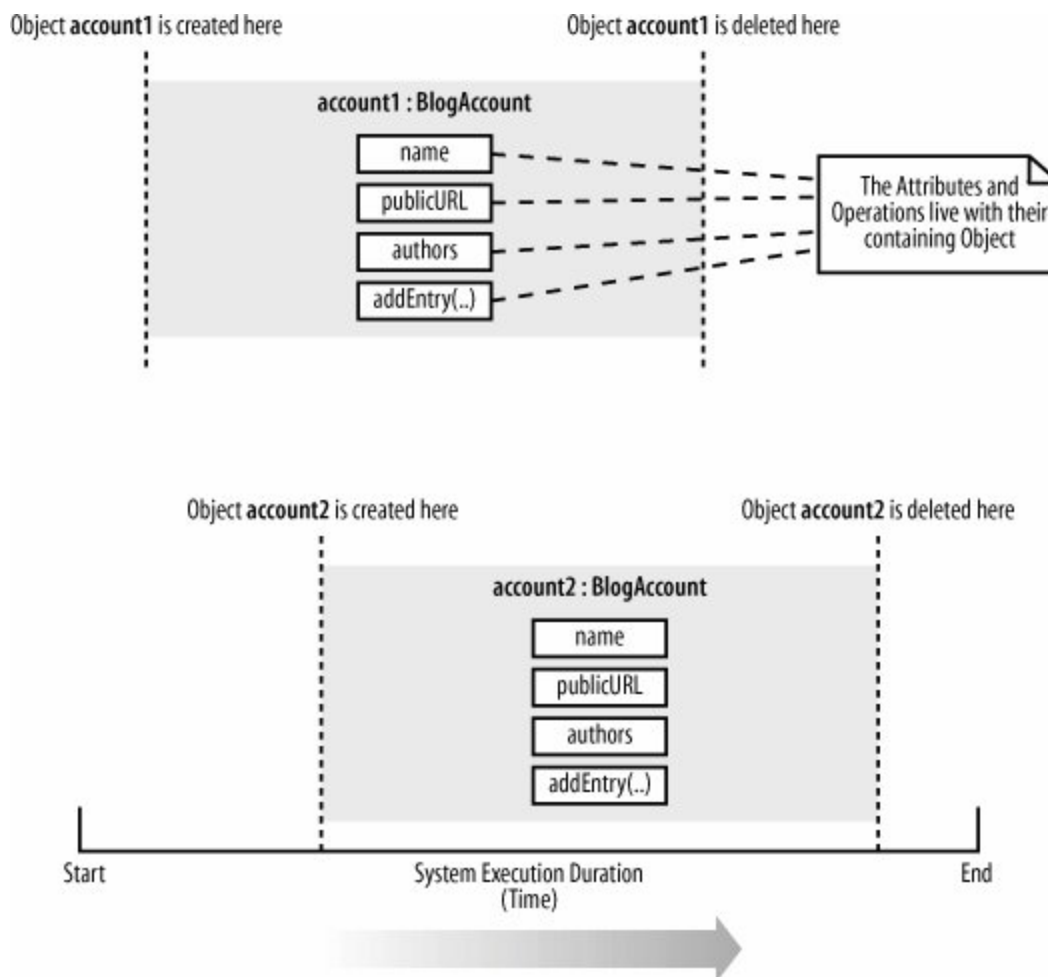 Object account1 is created here
Object account1 is deleted here
account1 : BlogAccount
name
publicURL
authors
addEntry(..)
The Attributes and
Operations live with their
containing Object
Object account2 is created here
Object account2 is deleted here
account2 : BlogAccount
name
publicURL
authors
addEntry(..)
Start
System Execution Duration
(Time)
End